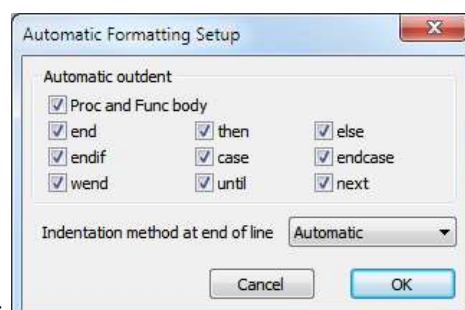 Automatic Formatting Setup
Automatic outdent
Proc and Func body
end then else
endif case endcase
wend until next
Indentation method at end of line Automatic
Cancel OK